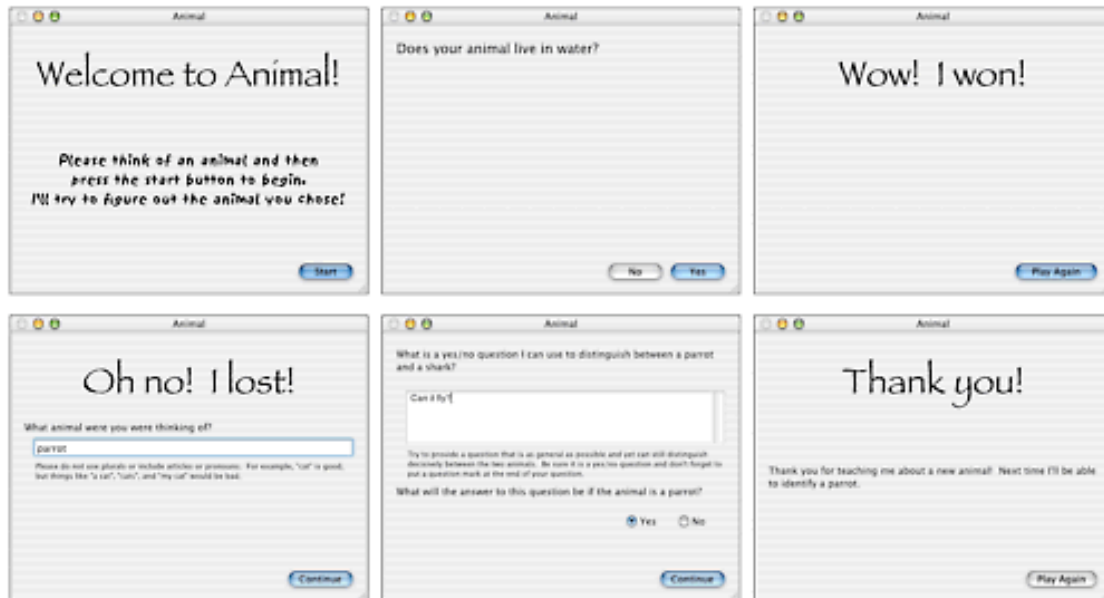 Animal
Welcome to Animal!
Please think of an animal and then
press the start button to begin.
I'll try to figure out the animal you chose!
Start
Animal
Does your animal live in water?
No
Yes
Animal
Wow! I won!
Play Again
Animal
Oh no! I lost!
What animal were you were thinking of?
parrot
Please do not use plurals or include articles or pronouns. For example, "cat" is good,
but things like "a cat", "cats", and "my cat" would be bad.
Continue
Animal
What is a yes/no question I can use to distinguish between a parrot
and a shark?
Can it fly?
Try to provide a question that is as general as possible and yet can still distinguish
decisively between the two animals. Be sure it is a yes/no question and don't forget to
put a question mark at the end of your question.
What will the answer to this question be if the animal is a parrot?
Yes
No
Continue
Animal
Thank you!
Thank you for teaching me about a new animal! Next time I'll be able
to identify a parrot.
Play Again